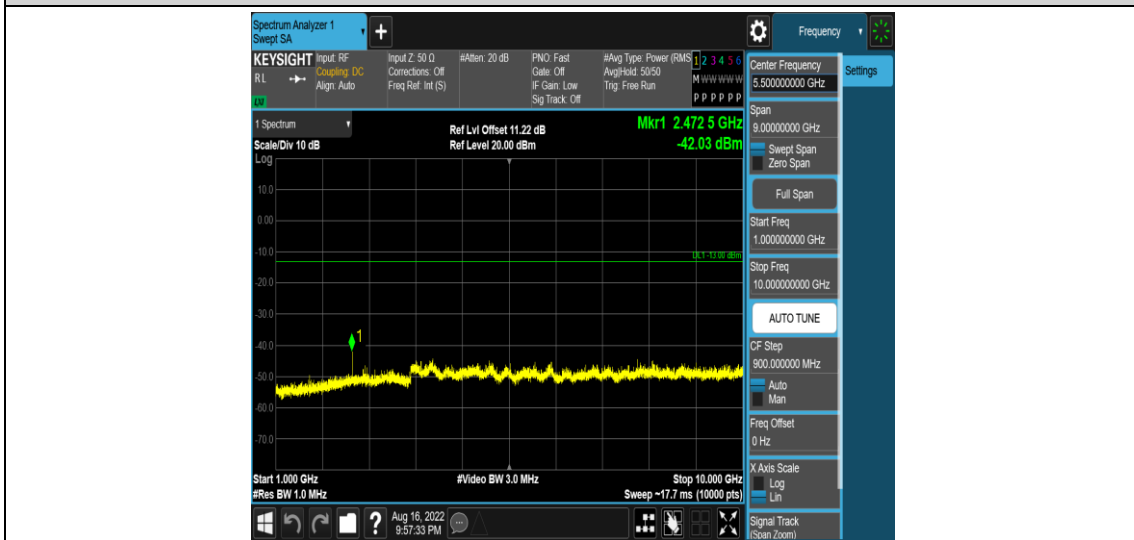 Spectrum Analyzer 1
Swept SA
+
Frequency
KEYSIGHT
RL
LXI
Input: RF
Coupling: DC
Align: Auto
Input Z: 50 Ω
Corrections: Off
Freq Ref: Int (S)
#Atten: 20 dB
PNO: Fast
Gate: Off
IF Gain: Low
Sig Track: Off
#Avg Type: Power (RMS
Avg|Hold: 50/50
Trig: Free Run
1 2 3 4 5 6
M W W W W W
P P P P P P
1 Spectrum
Scale/Div 10 dB
Ref Lvl Offset 11.22 dB
Ref Level 20.00 dBm
Mkr1 2.472 5 GHz
-42.03 dBm
Log
10.0
0.00
-10.0
-20.0
-30.0
-40.0
-50.0
-60.0
-70.0
DL1 -13.00 dBm
1
Start 1.000 GHz
#Res BW 1.0 MHz
#Video BW 3.0 MHz
Stop 10.000 GHz
Sweep ~17.7 ms (10000 pts)
?
Aug 16, 2022
9:57:33 PM
Center Frequency
5.500000000 GHz
Span
9.00000000 GHz
Swept Span
Zero Span
Full Span
Start Freq
1.000000000 GHz
Stop Freq
10.000000000 GHz
AUTO TUNE
CF Step
900.000000 MHz
Auto
Man
Freq Offset
0 Hz
X Axis Scale
Log
Lin
Signal Track
(Span Zoom)
Settings